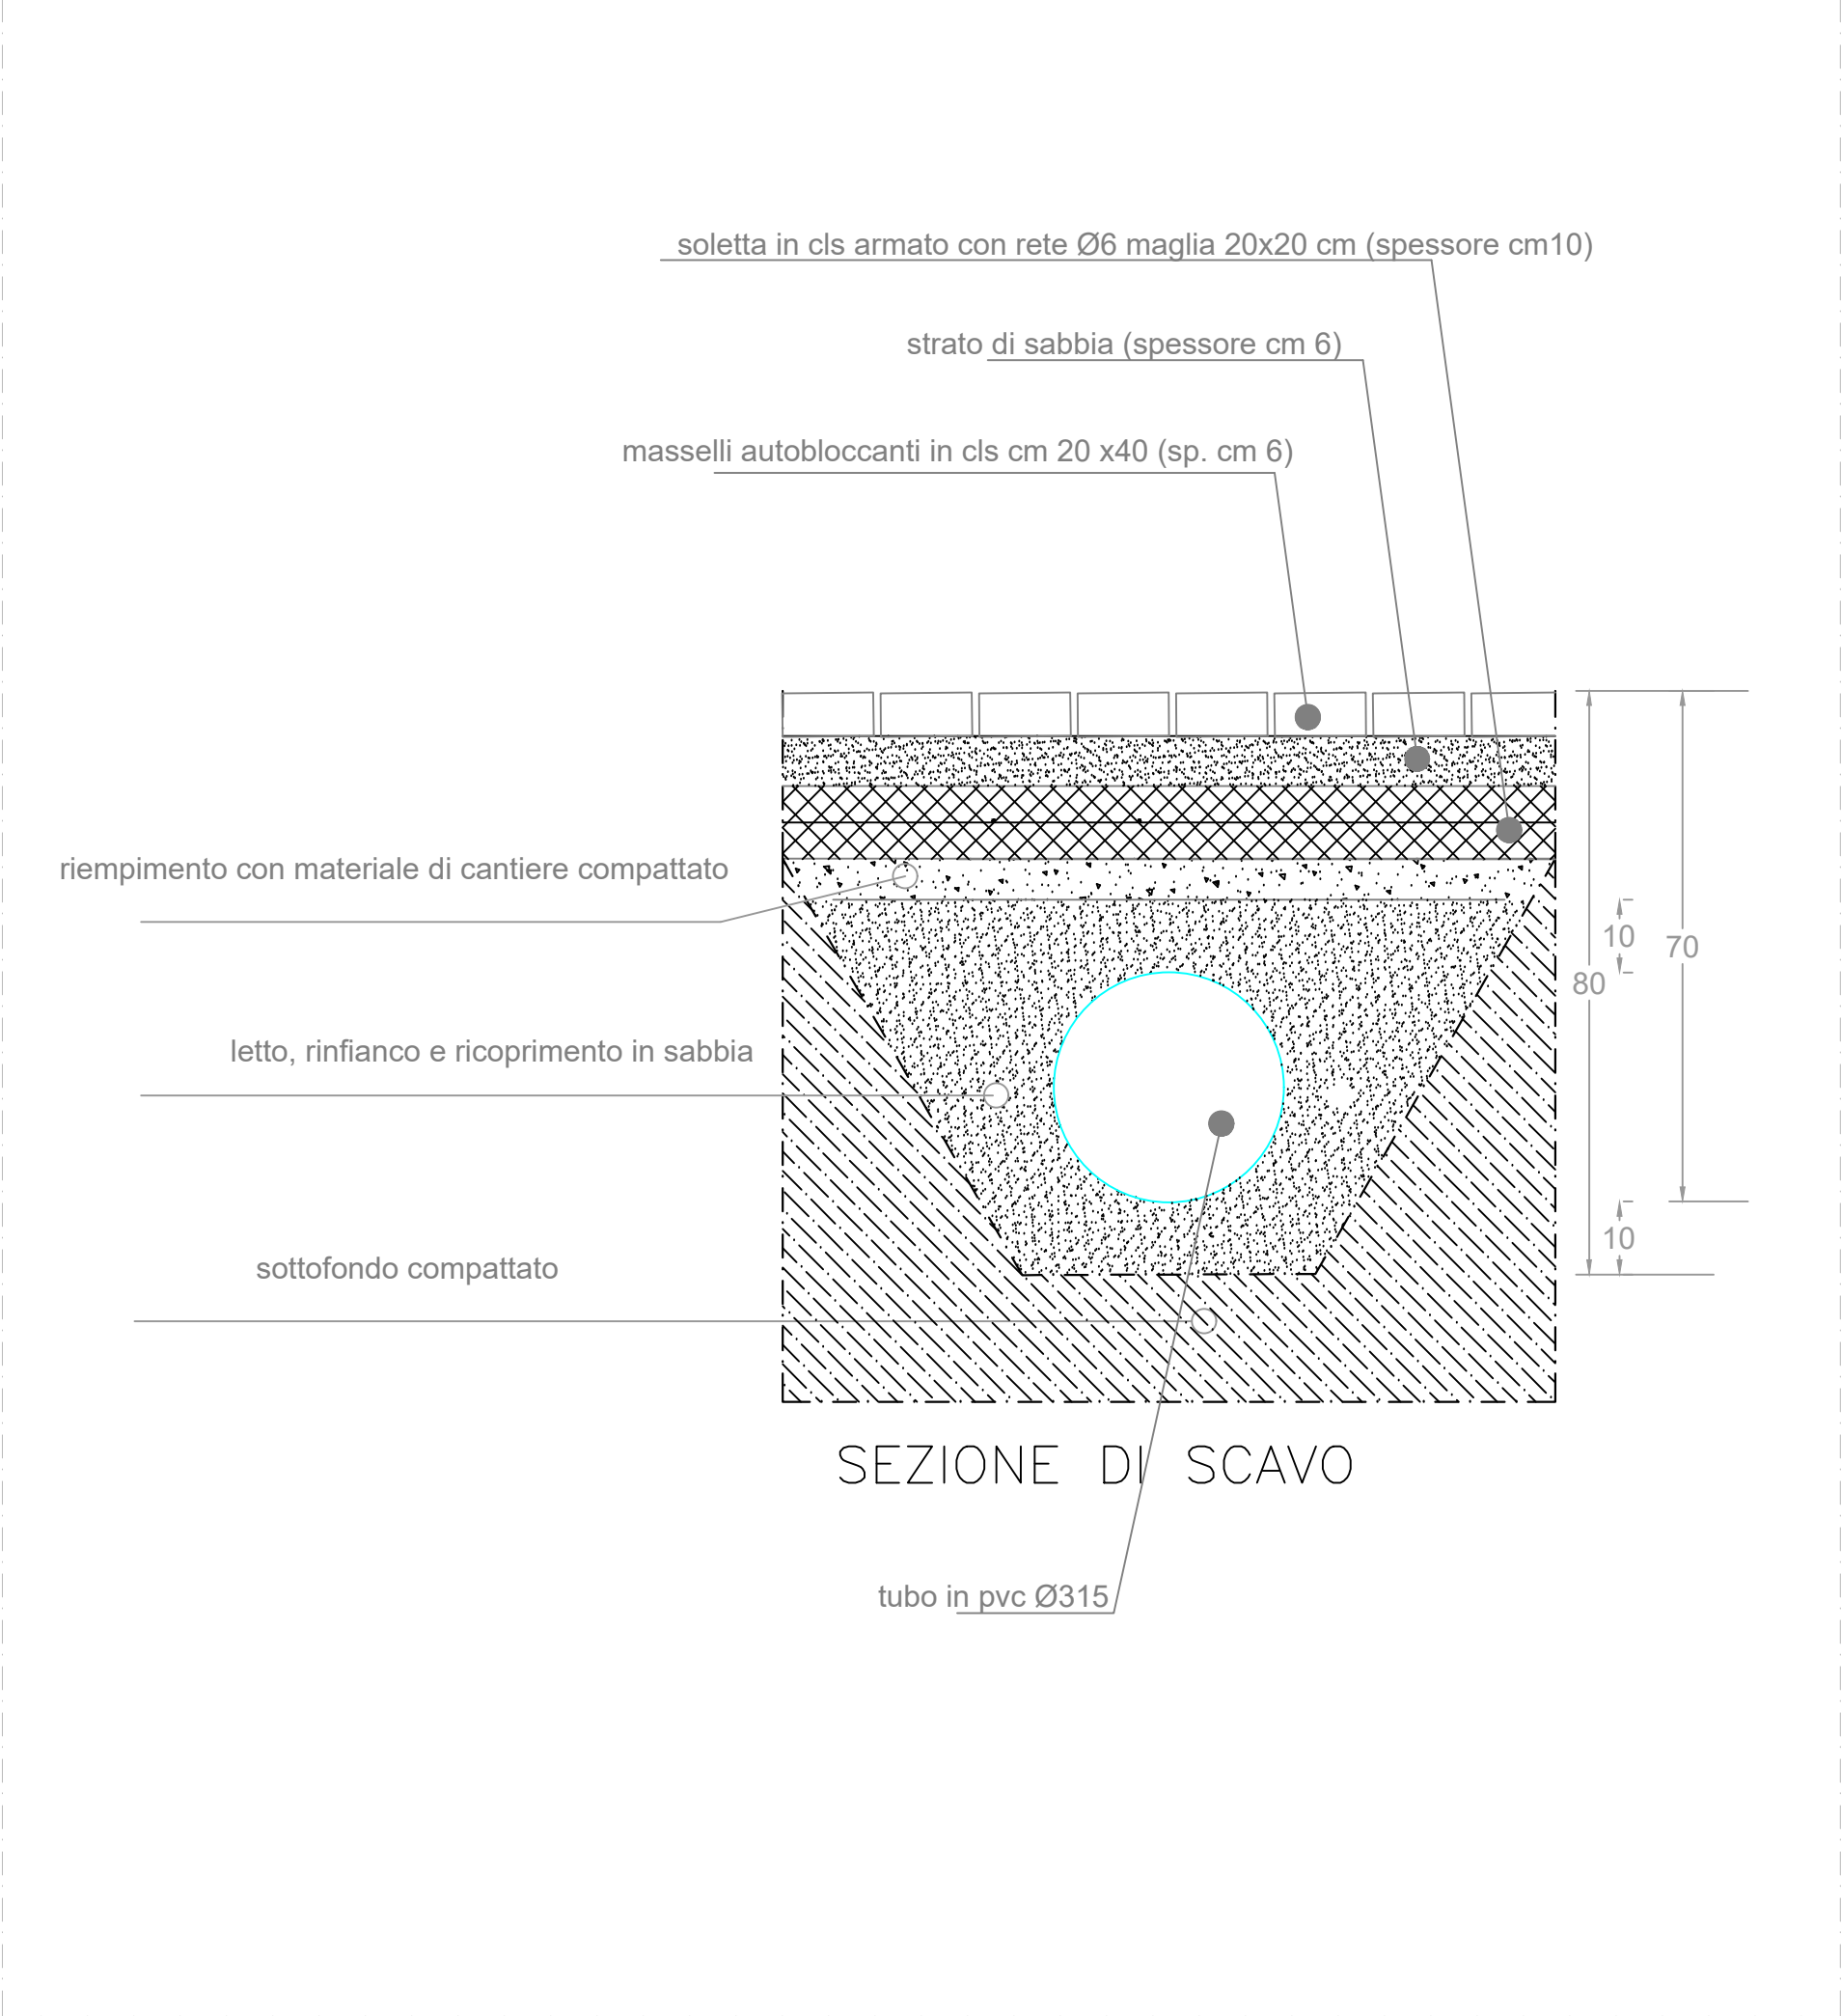 soletta in cls armato con rete Ø6 maglia 20x20 cm (spessore cm10)
strato di sabbia (spessore cm 6)
masselli autobloccanti in cls cm 20 x40 (sp. cm 6)
riempimento con materiale di cantiere compattato
10
70
80
letto, rinfianco e ricoprimento in sabbia
10
sottofondo compattato
SEZIONE DI SCAVO
tubo in pvc Ø315